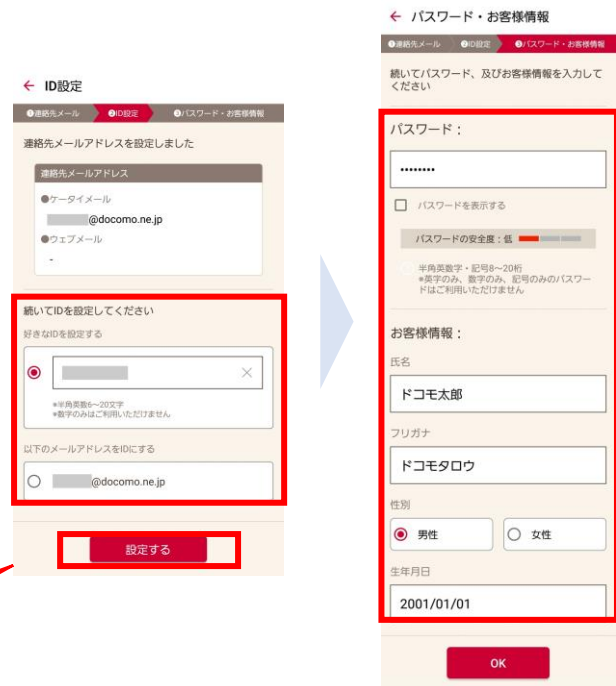 ← ID設定
❶連絡先メール ❷ID設定 ❸パスワード・お客様情報
連絡先メールアドレスを設定しました
連絡先メールアドレス
●ケータイメール
@docomo.ne.jp
●ウェブメール
-
続いてIDを設定してください
好きなIDを設定する
*半角英数6~20文字
*数字のみはご利用いただけません
以下のメールアドレスをIDにする
@docomo.ne.jp
設定する
← パスワード・お客様情報
❶連絡先メール ❷ID設定 ❸パスワード・お客様情報
続いてパスワード、及びお客様情報を入力して
ください
パスワード：
••••••••
パスワードを表示する
パスワードの安全度：低
半角英数字・記号8~20桁
*英字のみ、数字のみ、記号のみのパスワー
ドはご利用いただけません
お客様情報：
氏名
ドコモ太郎
フリガナ
ドコモタロウ
性別
男性 女性
生年月日
2001/01/01
OK